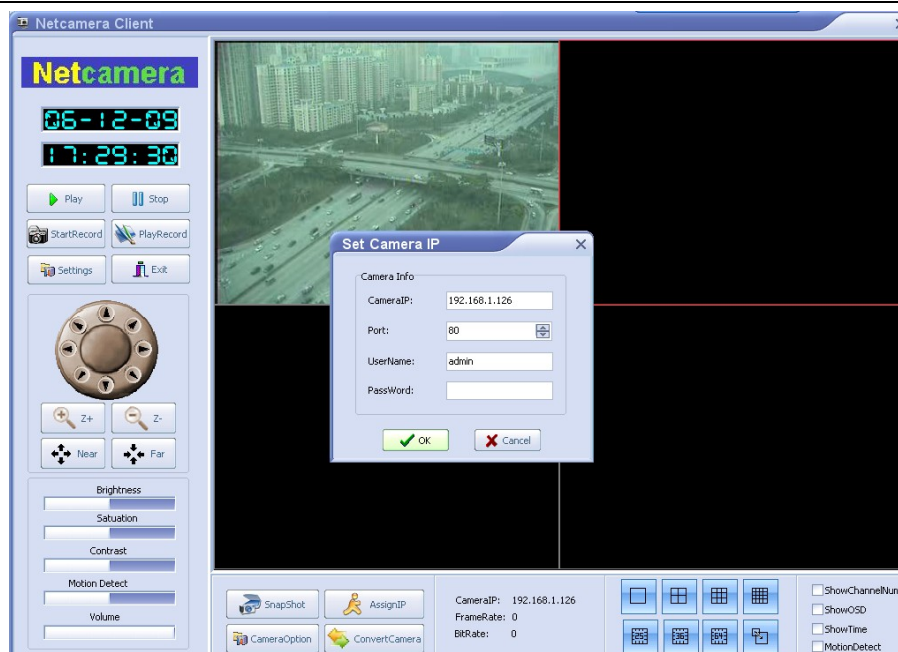 Netcamera Client
Netcamera
06-12-09
17:29:30
Play
Stop
StartRecord
PlayRecord
Settings
Exit
Z+
Z-
Near
Far
Brightness
Satuation
Contrast
Motion Detect
Volume
Set Camera IP
Camera Info
CameraIP: 192.168.1.126
Port: 80
UserName: admin
PassWord:
OK
Cancel
SnapShot
AssignIP
CameraOption
ConvertCamera
CameraIP: 192.168.1.126
FrameRate: 0
BitRate: 0
25
36
64
ShowChannelNun
ShowOSD
ShowTime
MotionDetect